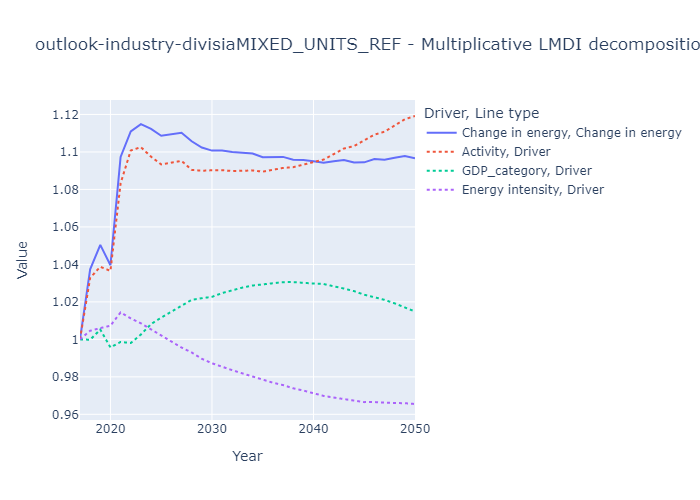 outlook-industry-divisiaMIXED_UNITS_REF - Multiplicative LMDI decompositio
Driver, Line type
Change in energy, Change in energy
Activity, Driver
GDP_category, Driver
Energy intensity, Driver
1.12
1.1
1.08
1.06
1.04
1.02
1
0.98
0.96
Value
2020
2030
2040
2050
Year